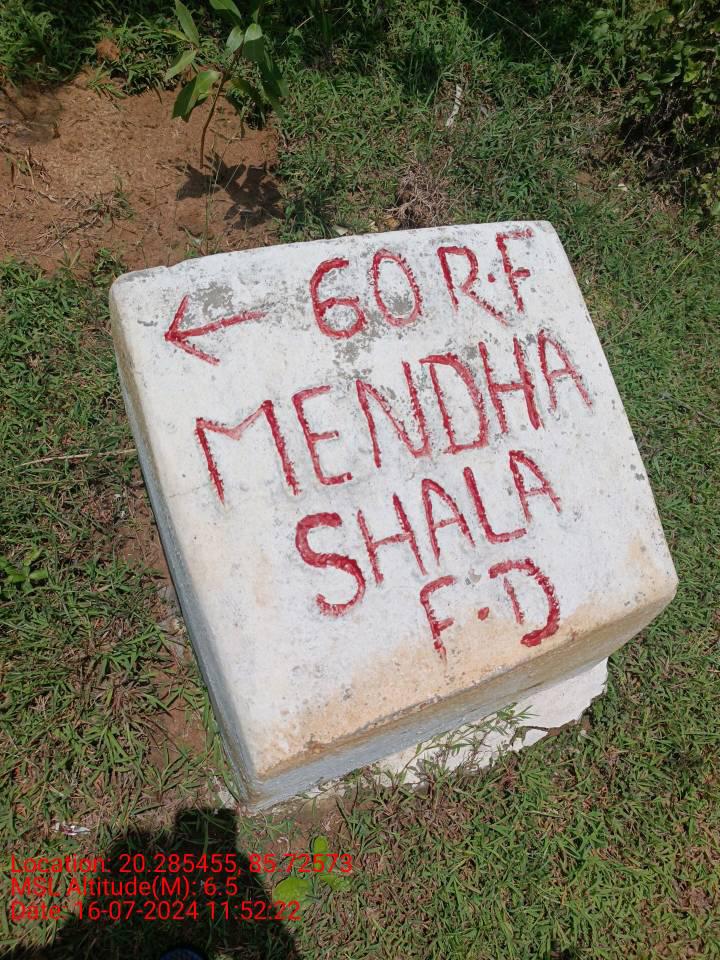 ← 60 R.F
MENDHA
SHALA
F.D
Location: 20.285455, 85.72573
MSL Altitude(M): 6.5
Date: 16-07-2024 11:52:22